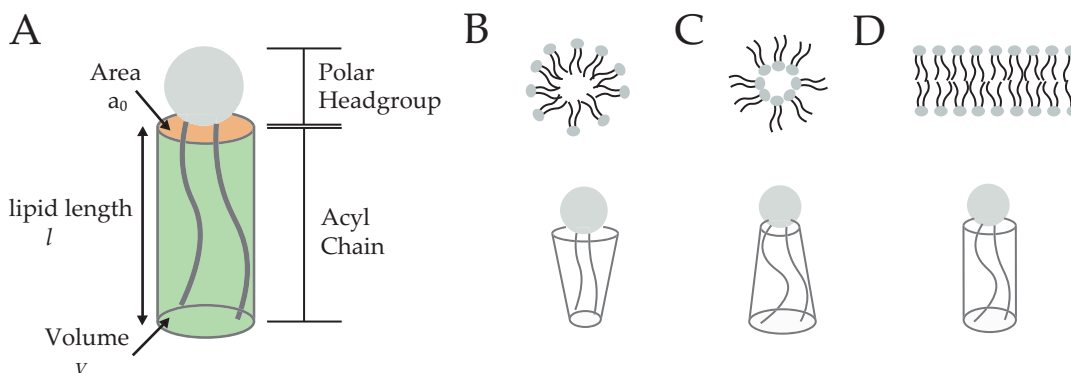 A
B
C
D
Area
a0
Polar
Headgroup
lipid length
l
Acyl
Chain
Volume
v